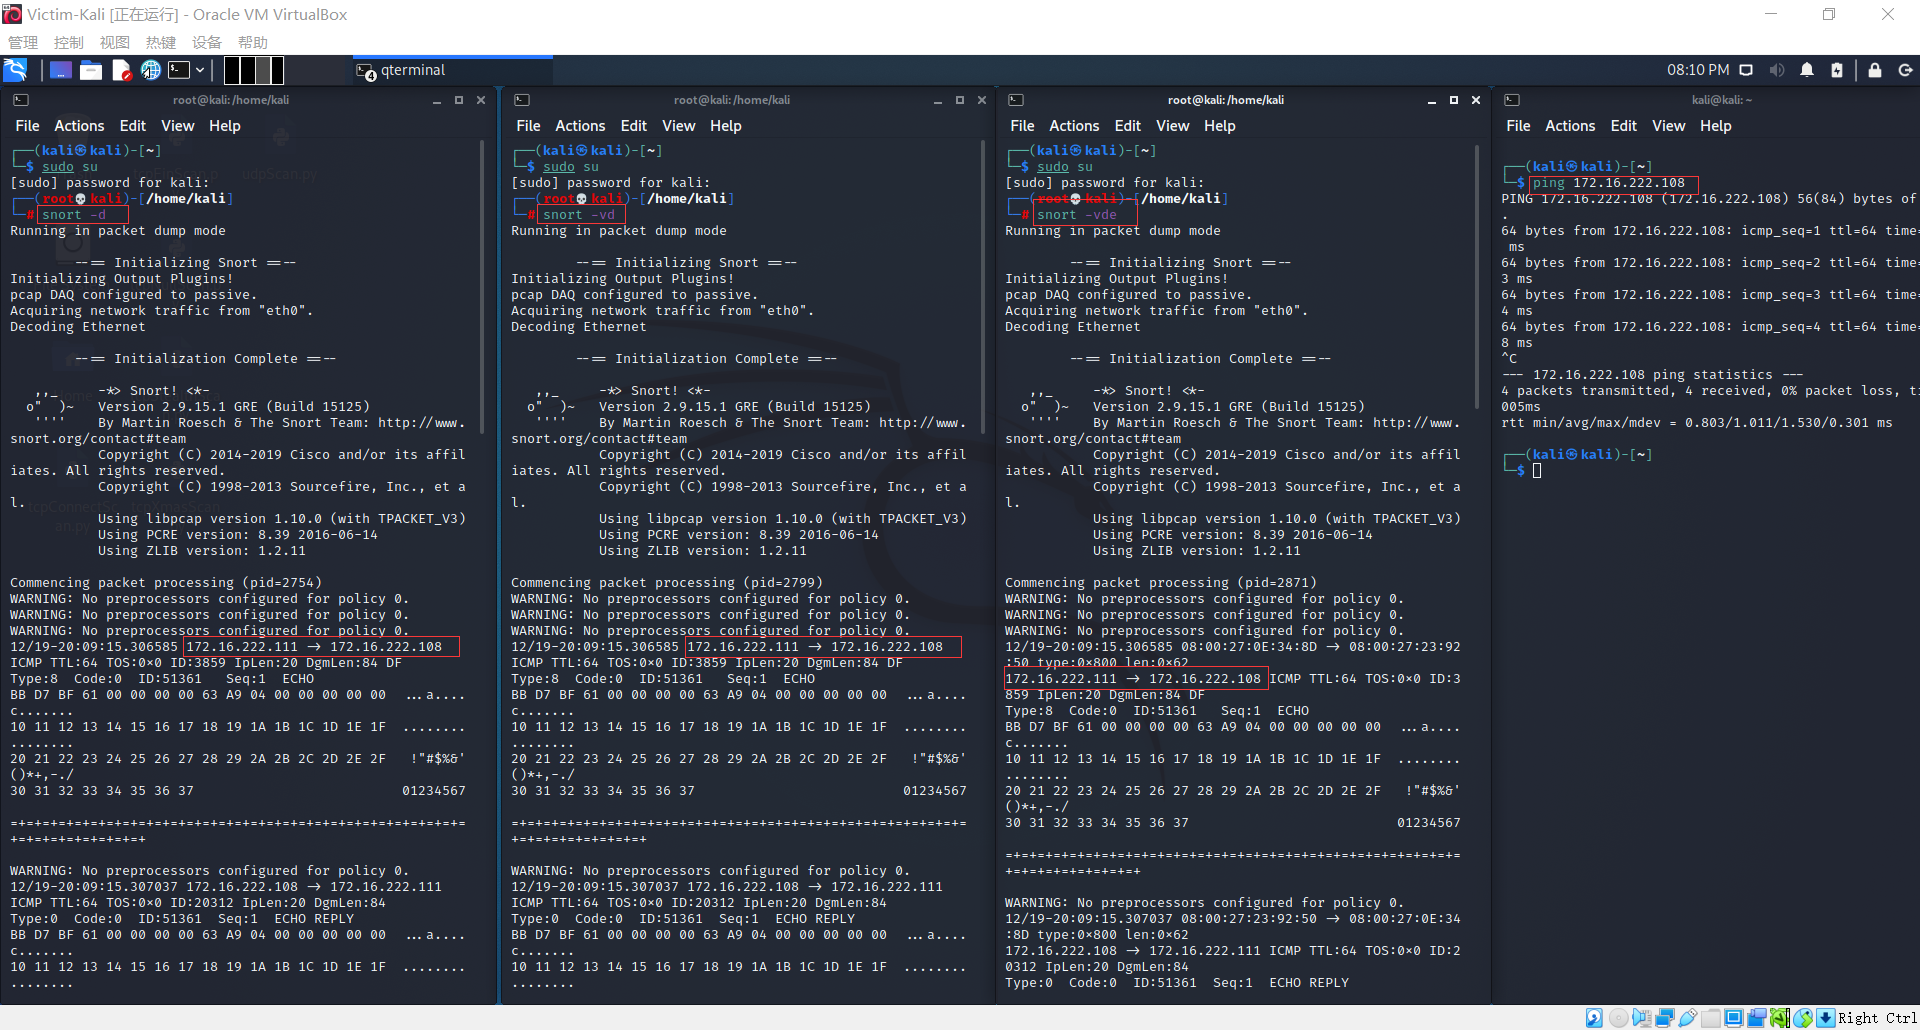 Victim-Kali [正在运行] - Oracle VM VirtualBox
管理 控制 视图 热键 设备 帮助
4 qterminal
08:10 PM
root@kali:/home/kali
File Actions Edit View Help
┌──(kali㉿kali)-[~]
└─$ sudo su
[sudo] password for kali:
┌──(root💀kali)-[/home/kali]
└─# snort -d
Running in packet dump mode
--== Initializing Snort ==--
Initializing Output Plugins!
pcap DAQ configured to passive.
Acquiring network traffic from "eth0".
Decoding Ethernet
--== Initialization Complete ==--
,,_ -*> Snort! <*-
o" )~ Version 2.9.15.1 GRE (Build 15125)
'''' By Martin Roesch & The Snort Team: http://www.
snort.org/contact#team
Copyright (C) 2014-2019 Cisco and/or its affil
iates. All rights reserved.
Copyright (C) 1998-2013 Sourcefire, Inc., et a
l.
Using libpcap version 1.10.0 (with TPACKET_V3)
Using PCRE version: 8.39 2016-06-14
Using ZLIB version: 1.2.11
Commencing packet processing (pid=2754)
WARNING: No preprocessors configured for policy 0.
WARNING: No preprocessors configured for policy 0.
WARNING: No preprocessors configured for policy 0.
12/19-20:09:15.306585 172.16.222.111 -> 172.16.222.108
ICMP TTL:64 TOS:0x0 ID:3859 IpLen:20 DgmLen:84 DF
Type:8 Code:0 ID:51361 Seq:1 ECHO
BB D7 BF 61 00 00 00 00 63 A9 04 00 00 00 00 00 ...a....
c.......
10 11 12 13 14 15 16 17 18 19 1A 1B 1C 1D 1E 1F ........
........
20 21 22 23 24 25 26 27 28 29 2A 2B 2C 2D 2E 2F !"#$%&'
()*+,-./
30 31 32 33 34 35 36 37 01234567
=+=+=+=+=+=+=+=+=+=+=+=+=+=+=+=+=+=+=+=+=+=+=+=+=+=+=+=+=
+=+=+=+=+=+=+=+=+
WARNING: No preprocessors configured for policy 0.
12/19-20:09:15.307037 172.16.222.108 -> 172.16.222.111
ICMP TTL:64 TOS:0x0 ID:20312 IpLen:20 DgmLen:84
Type:0 Code:0 ID:51361 Seq:1 ECHO REPLY
BB D7 BF 61 00 00 00 00 63 A9 04 00 00 00 00 00 ...a....
c.......
10 11 12 13 14 15 16 17 18 19 1A 1B 1C 1D 1E 1F ........
........
root@kali:/home/kali
File Actions Edit View Help
┌──(kali㉿kali)-[~]
└─$ sudo su
[sudo] password for kali:
┌──(root💀kali)-[/home/kali]
└─# snort -vd
Running in packet dump mode
--== Initializing Snort ==--
Initializing Output Plugins!
pcap DAQ configured to passive.
Acquiring network traffic from "eth0".
Decoding Ethernet
--== Initialization Complete ==--
,,_ -*> Snort! <*-
o" )~ Version 2.9.15.1 GRE (Build 15125)
'''' By Martin Roesch & The Snort Team: http://www.
snort.org/contact#team
Copyright (C) 2014-2019 Cisco and/or its affil
iates. All rights reserved.
Copyright (C) 1998-2013 Sourcefire, Inc., et a
l.
Using libpcap version 1.10.0 (with TPACKET_V3)
Using PCRE version: 8.39 2016-06-14
Using ZLIB version: 1.2.11
Commencing packet processing (pid=2799)
WARNING: No preprocessors configured for policy 0.
WARNING: No preprocessors configured for policy 0.
WARNING: No preprocessors configured for policy 0.
12/19-20:09:15.306585 172.16.222.111 -> 172.16.222.108
ICMP TTL:64 TOS:0x0 ID:3859 IpLen:20 DgmLen:84 DF
Type:8 Code:0 ID:51361 Seq:1 ECHO
BB D7 BF 61 00 00 00 00 63 A9 04 00 00 00 00 00 ...a....
c.......
10 11 12 13 14 15 16 17 18 19 1A 1B 1C 1D 1E 1F ........
........
20 21 22 23 24 25 26 27 28 29 2A 2B 2C 2D 2E 2F !"#$%&'
()*+,-./
30 31 32 33 34 35 36 37 01234567
=+=+=+=+=+=+=+=+=+=+=+=+=+=+=+=+=+=+=+=+=+=+=+=+=+=+=+=+=
+=+=+=+=+=+=+=+=+
WARNING: No preprocessors configured for policy 0.
12/19-20:09:15.307037 172.16.222.108 -> 172.16.222.111
ICMP TTL:64 TOS:0x0 ID:20312 IpLen:20 DgmLen:84
Type:0 Code:0 ID:51361 Seq:1 ECHO REPLY
BB D7 BF 61 00 00 00 00 63 A9 04 00 00 00 00 00 ...a....
c.......
10 11 12 13 14 15 16 17 18 19 1A 1B 1C 1D 1E 1F ........
........
root@kali:/home/kali
File Actions Edit View Help
┌──(kali㉿kali)-[~]
└─$ sudo su
[sudo] password for kali:
┌──(root💀kali)-[/home/kali]
└─# snort -vde
Running in packet dump mode
--== Initializing Snort ==--
Initializing Output Plugins!
pcap DAQ configured to passive.
Acquiring network traffic from "eth0".
Decoding Ethernet
--== Initialization Complete ==--
,,_ -*> Snort! <*-
o" )~ Version 2.9.15.1 GRE (Build 15125)
'''' By Martin Roesch & The Snort Team: http://www.
snort.org/contact#team
Copyright (C) 2014-2019 Cisco and/or its affil
iates. All rights reserved.
Copyright (C) 1998-2013 Sourcefire, Inc., et a
l.
Using libpcap version 1.10.0 (with TPACKET_V3)
Using PCRE version: 8.39 2016-06-14
Using ZLIB version: 1.2.11
Commencing packet processing (pid=2871)
WARNING: No preprocessors configured for policy 0.
WARNING: No preprocessors configured for policy 0.
WARNING: No preprocessors configured for policy 0.
12/19-20:09:15.306585 08:00:27:0E:34:8D -> 08:00:27:23:92
:50 type:0x800 len:0x62
172.16.222.111 -> 172.16.222.108 ICMP TTL:64 TOS:0x0 ID:3
859 IpLen:20 DgmLen:84 DF
Type:8 Code:0 ID:51361 Seq:1 ECHO
BB D7 BF 61 00 00 00 00 63 A9 04 00 00 00 00 00 ...a....
c.......
10 11 12 13 14 15 16 17 18 19 1A 1B 1C 1D 1E 1F ........
........
20 21 22 23 24 25 26 27 28 29 2A 2B 2C 2D 2E 2F !"#$%&'
()*+,-./
30 31 32 33 34 35 36 37 01234567
=+=+=+=+=+=+=+=+=+=+=+=+=+=+=+=+=+=+=+=+=+=+=+=+=+=+=+=+=
+=+=+=+=+=+=+=+=+
WARNING: No preprocessors configured for policy 0.
12/19-20:09:15.307037 08:00:27:23:92:50 -> 08:00:27:0E:34
:8D type:0x800 len:0x62
172.16.222.108 -> 172.16.222.111 ICMP TTL:64 TOS:0x0 ID:2
0312 IpLen:20 DgmLen:84
Type:0 Code:0 ID:51361 Seq:1 ECHO REPLY
kali@kali: ~
File Actions Edit View Help
┌──(kali㉿kali)-[~]
└─$ ping 172.16.222.108
PING 172.16.222.108 (172.16.222.108) 56(84) bytes of
.
64 bytes from 172.16.222.108: icmp_seq=1 ttl=64 time=
ms
64 bytes from 172.16.222.108: icmp_seq=2 ttl=64 time=
3 ms
64 bytes from 172.16.222.108: icmp_seq=3 ttl=64 time=
4 ms
64 bytes from 172.16.222.108: icmp_seq=4 ttl=64 time=
8 ms
^C
--- 172.16.222.108 ping statistics ---
4 packets transmitted, 4 received, 0% packet loss, ti
005ms
rtt min/avg/max/mdev = 0.803/1.011/1.530/0.301 ms
┌──(kali㉿kali)-[~]
└─$
Right Ctrl